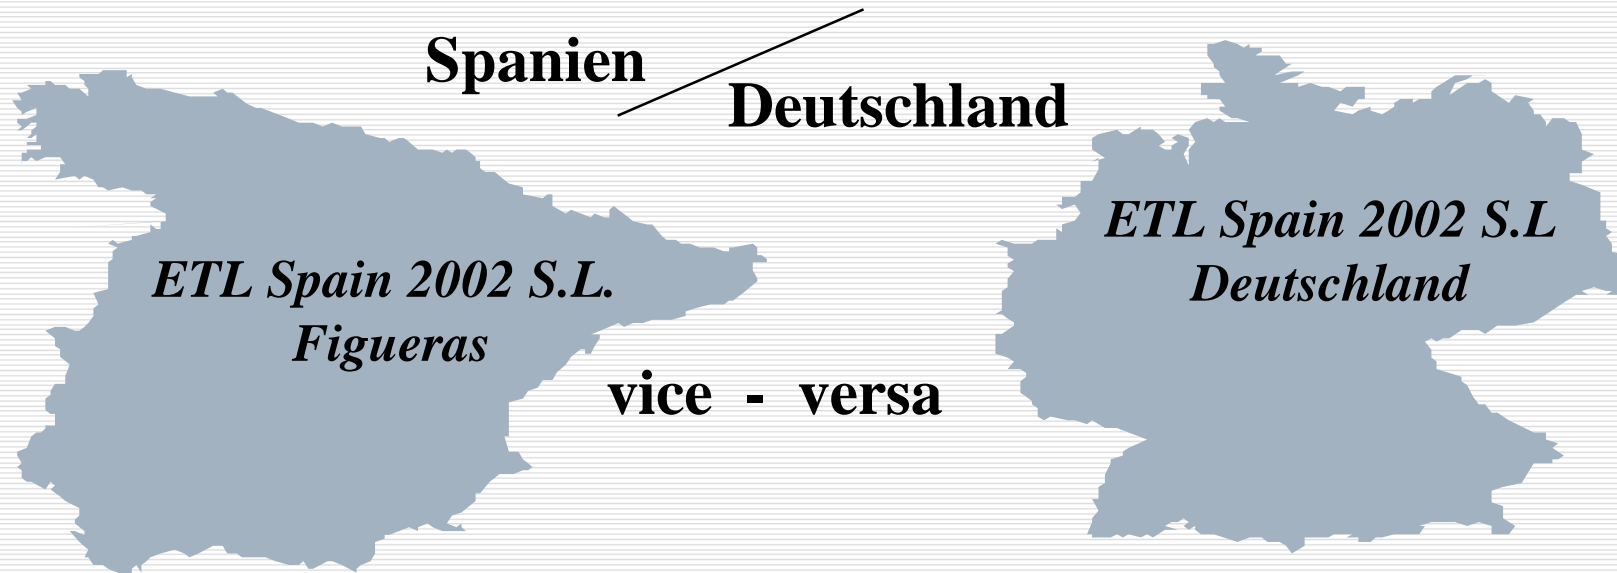 Spanien
Deutschland
ETL Spain 2002 S.L.
Figueras
ETL Spain 2002 S.L
Deutschland
vice - versa